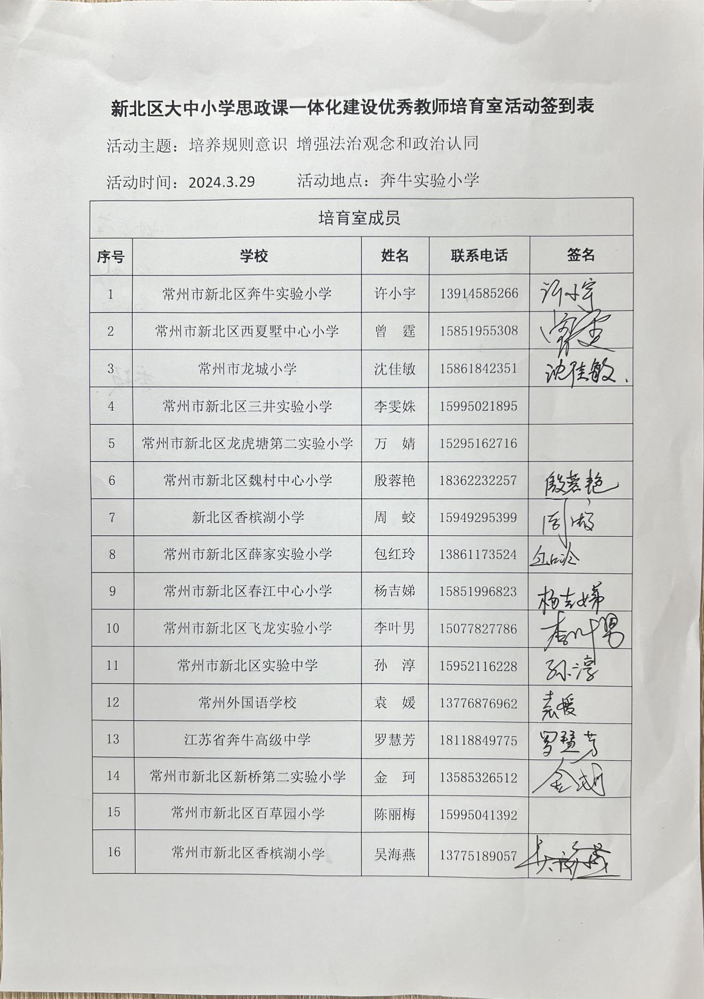 新北区大中小学思政课一体化建设优秀教师培育室活动签到表
活动主题：培养规则意识 增强法治观念和政治认同
活动时间：2024.3.29 活动地点：奔牛实验小学
培育室成员
序号 学校 姓名 联系电话 签名
1 常州市新北区奔牛实验小学 许小宇 13914585266 许小宇
2 常州市新北区西夏墅中心小学 曾 霆 15851955308 曾霆
3 常州市龙城小学 沈佳敏 15861842351 沈佳敏.
4 常州市新北区三井实验小学 李雯姝 15995021895
5 常州市新北区龙虎塘第二实验小学 万 婧 15295162716
6 常州市新北区魏村中心小学 殷蓉艳 18362232257 殷蓉艳
7 新北区香槟湖小学 周 蛟 15949295399 周蛟
8 常州市新北区薛家实验小学 包红玲 13861173524 包红玲
9 常州市新北区春江中心小学 杨吉娣 15851996823 杨吉娣
10 常州市新北区飞龙实验小学 李叶男 15077827786 李叶男
11 常州市新北区实验中学 孙 淳 15952116228 孙淳
12 常州外国语学校 袁 媛 13776876962 袁媛
13 江苏省奔牛高级中学 罗慧芳 18118849775 罗慧芳
14 常州市新北区新桥第二实验小学 金 珂 13585326512 金珂
15 常州市新北区百草园小学 陈丽梅 15995041392
16 常州市新北区香槟湖小学 吴海燕 13775189057 吴海燕